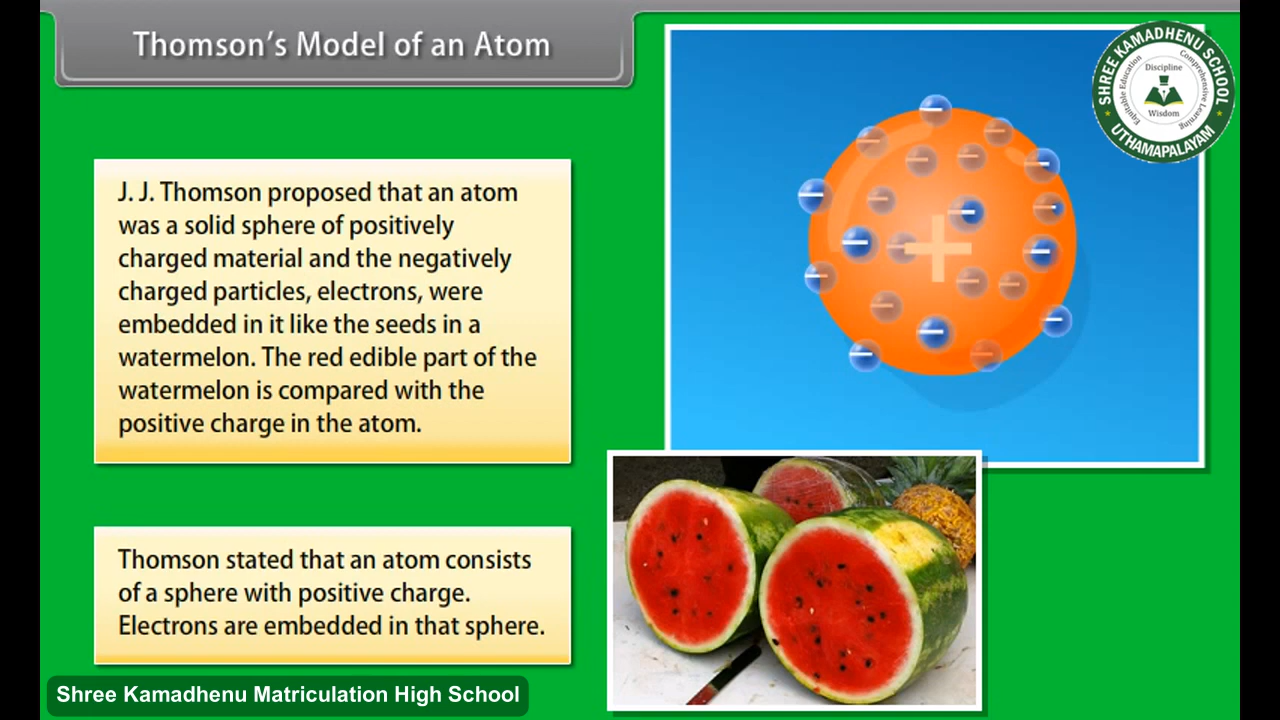 Thomson's Model of an Atom
J. J. Thomson proposed that an atom
was a solid sphere of positively
charged material and the negatively
charged particles, electrons, were
embedded in it like the seeds in a
watermelon. The red edible part of the
watermelon is compared with the
positive charge in the atom.
Thomson stated that an atom consists
of a sphere with positive charge.
Electrons are embedded in that sphere.
Shree Kamadhenu Matriculation High School
SHREE KAMADHENU SCHOOL
Discipline
Equitable Education
Comprehensive Learning
Wisdom
UTHAMAPALAYAM
+